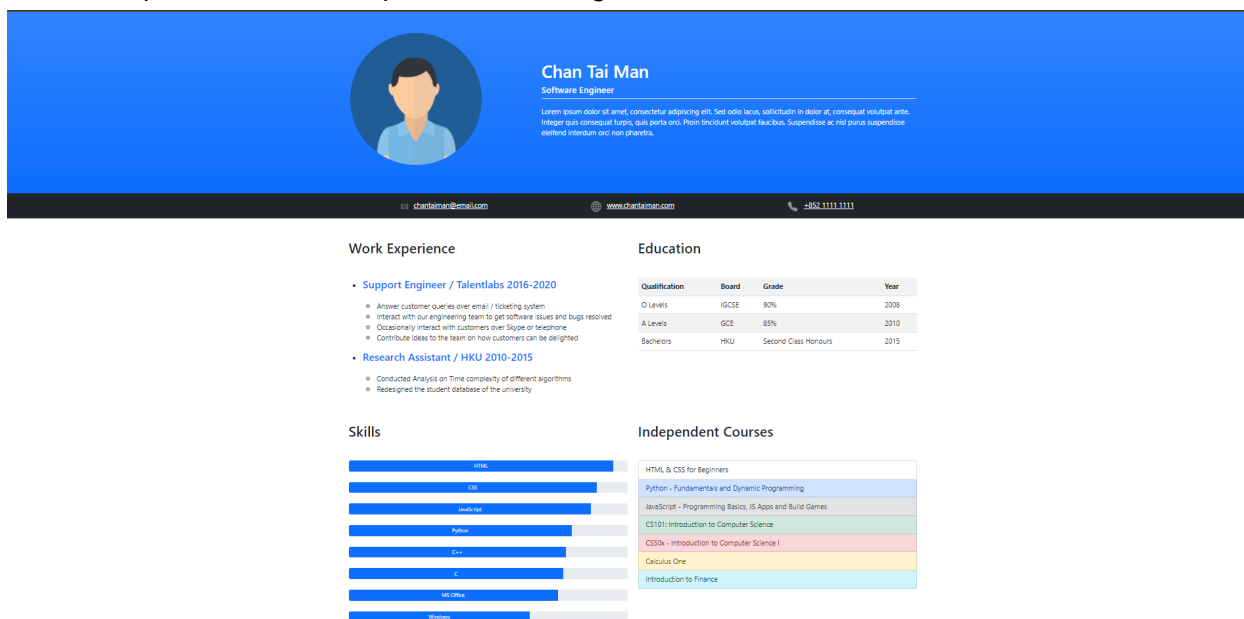 Chan Tai Man
Software Engineer
Lorem ipsum dolor sit amet, consectetur adipiscing elit. Sed odio lacus, sollicitudin in dolor at, consequat volutpat ante.
Integer quis consequat turpis, quis porta orci. Proin tincidunt volutpat faucibus. Suspendisse ac nisl purus suspendisse
eleifend interdum orci non pharetra.
chantaiman@email.com
www.chantaiman.com
+852 1111 1111
Work Experience
Support Engineer / Talentlabs 2016-2020
Answer customer queries over email / ticketing system
Interact with our engineering team to get software issues and bugs resolved
Occasionally interact with customers over Skype or telephone
Contribute ideas to the team on how customers can be delighted
Research Assistant / HKU 2010-2015
Conducted Analysis on Time complexity of different algorithms
Redesigned the student database of the university
Education
Qualification Board Grade Year
O Levels IGCSE 90% 2008
A Levels GCE 85% 2010
Bachelors HKU Second Class Honours 2015
Skills
HTML
CSS
JavaScript
Python
C++
C
MS Office
Windows
Independent Courses
HTML & CSS for Beginners
Python - Fundamentals and Dynamic Programming
JavaScript - Programming Basics, JS Apps and Build Games
CS101: Introduction to Computer Science
CS50x - Introduction to Computer Science I
Calculus One
Introduction to Finance